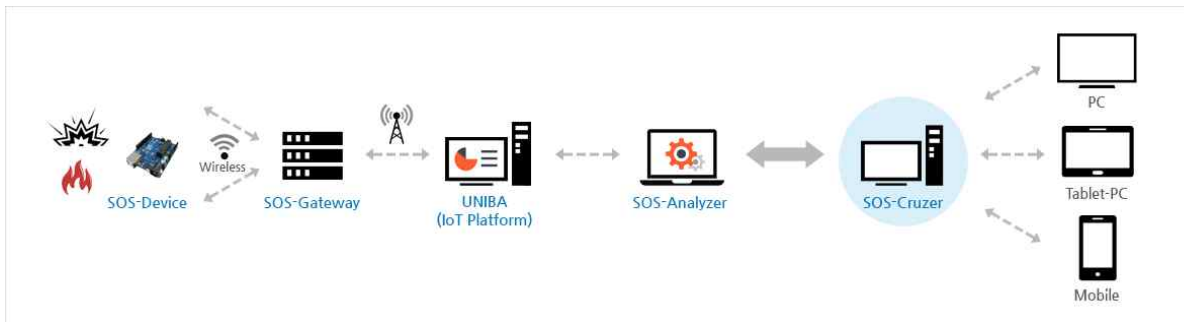 PC
Wireless
SOS-Device
SOS-Gateway
UNIBA
(IoT Platform)
SOS-Analyzer
SOS-Cruzer
Tablet-PC
Mobile